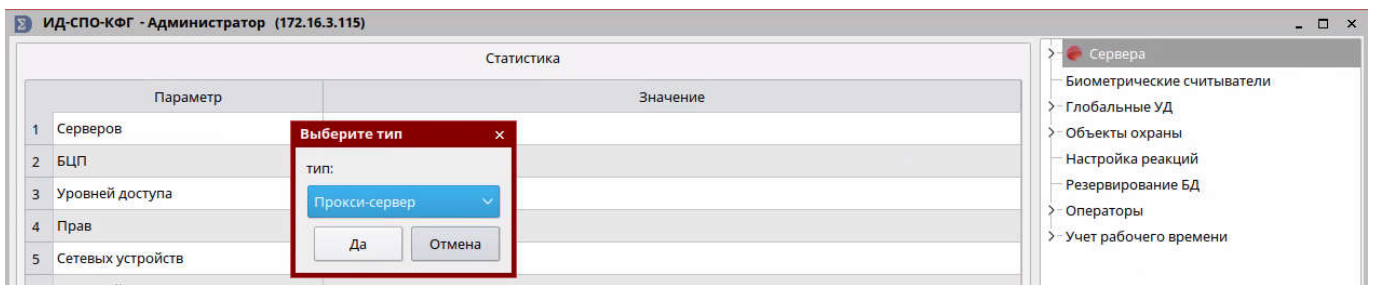 ИД-СПО-КФГ - Администратор (172.16.3.115)
Статистика
Параметр Значение
1 Серверов
2 БЦП
3 Уровней доступа
4 Прав
5 Сетевых устройств
Выберите тип
тип:
Прокси-сервер
Да Отмена
Сервера
Биометрические считыватели
Глобальные УД
Объекты охраны
Настройка реакций
Резервирование БД
Операторы
Учет рабочего времени